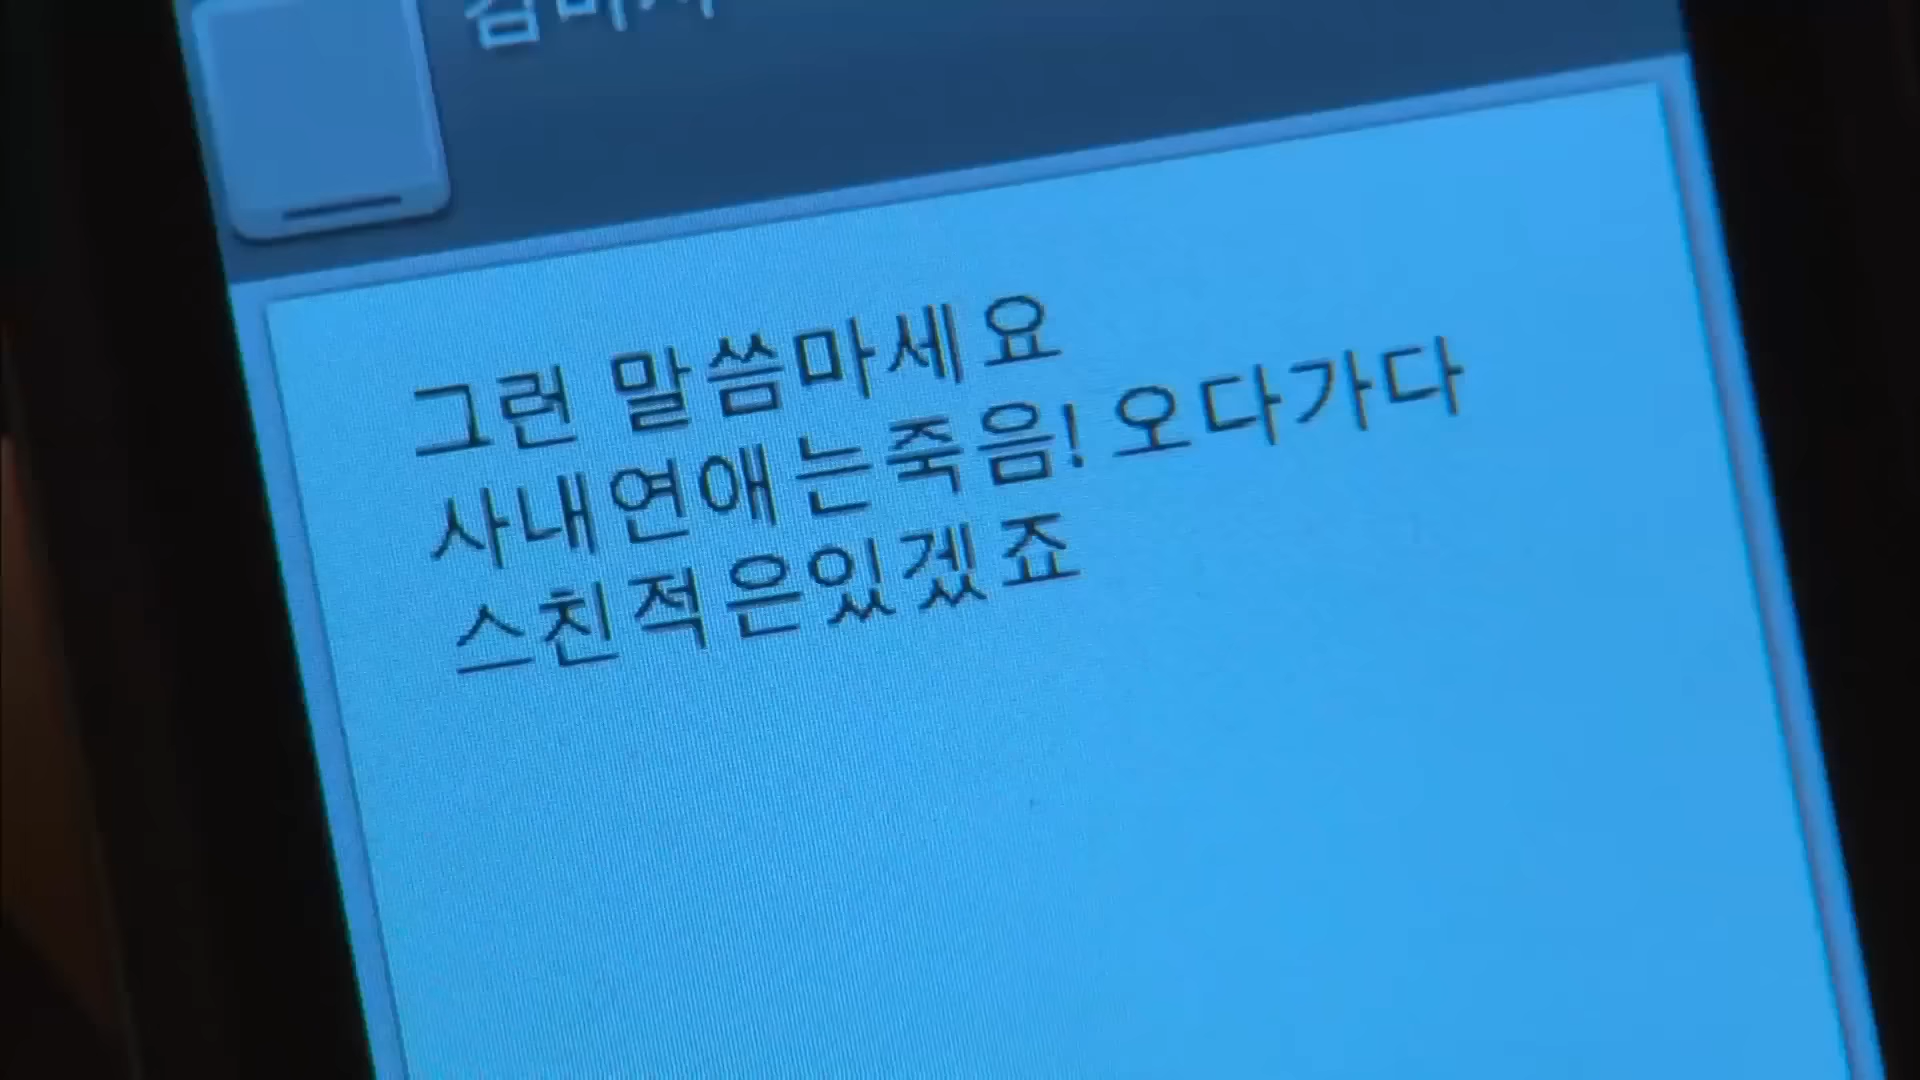 그런 말씀마세요
사내연애는죽음! 오다가다
스친적은있겠죠